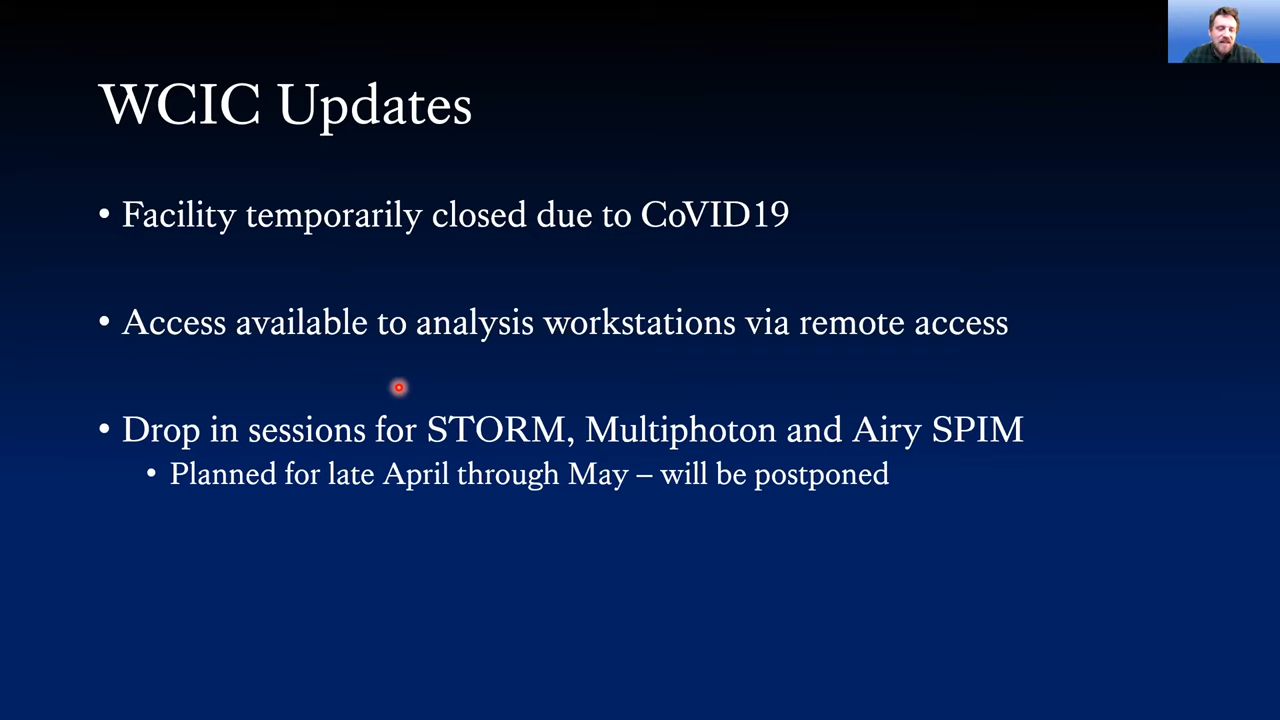 WCIC Updates
• Facility temporarily closed due to CoVID19
• Access available to analysis workstations via remote access
• Drop in sessions for STORM, Multiphoton and Airy SPIM
• Planned for late April through May – will be postponed